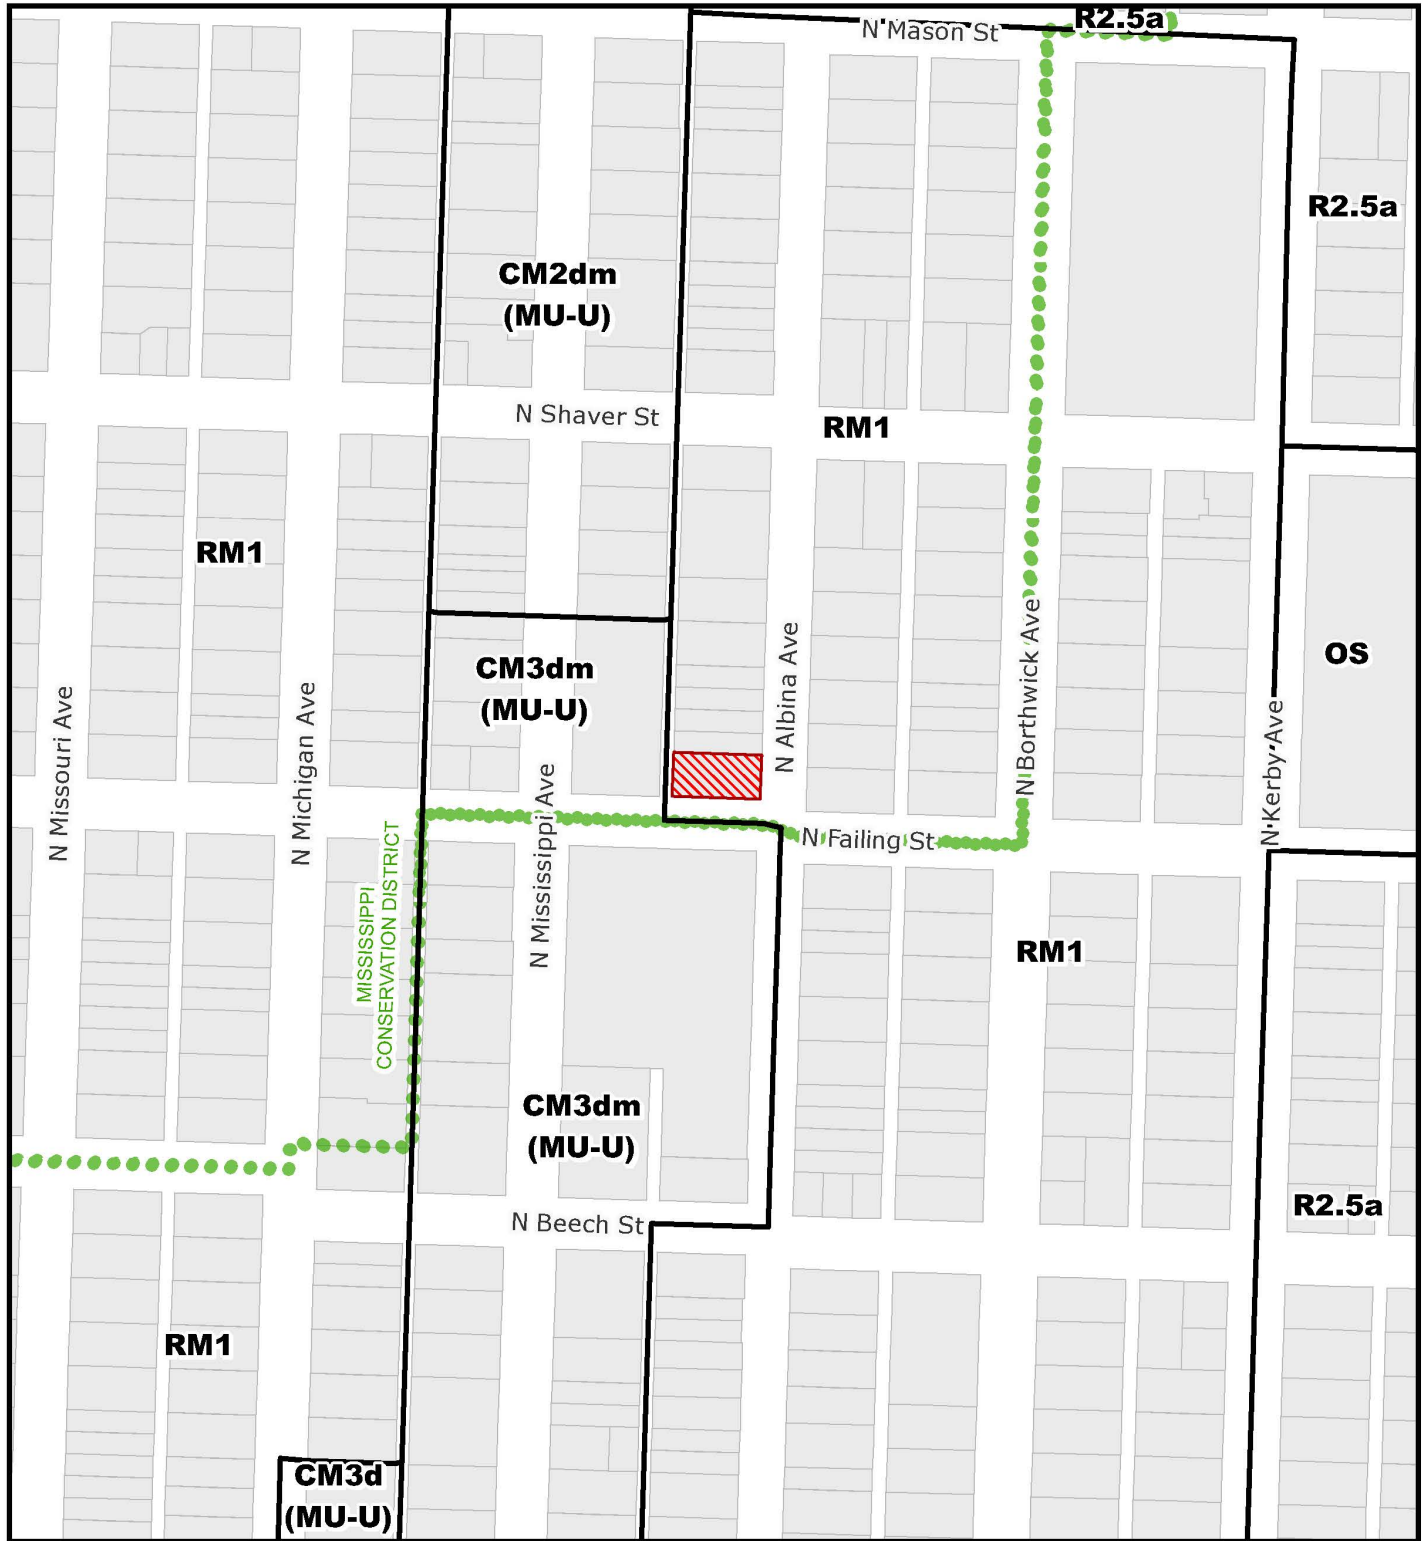 R2.5a
N Mason St
R2.5a
CM2dm
(MU-U)
N Shaver St
RM1
RM1
CM3dm
(MU-U)
OS
N Albina Ave
N Borthwick Ave
N Missouri Ave
N Michigan Ave
N Kerby Ave
N Mississippi Ave
N Failing St
MISSISSIPPI
CONSERVATION DISTRICT
RM1
CM3dm
(MU-U)
R2.5a
N Beech St
RM1
CM3d
(MU-U)